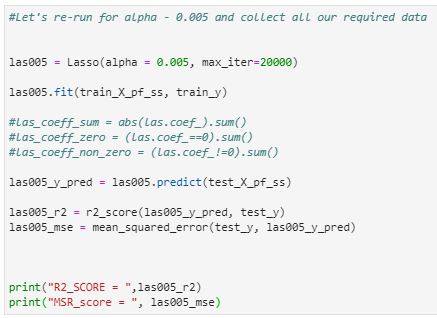 #Let's re-run for alpha - 0.005 and collect all our required data
las005 = Lasso(alpha = 0.005, max_iter=20000)
las005.fit(train_X_pf_ss, train_y)
#las_coeff_sum = abs(las.coef_).sum()
#las_coeff_zero = (las.coef_==0).sum()
#las_coeff_non_zero = (las.coef_!=0).sum()
las005_y_pred = las005.predict(test_X_pf_ss)
las005_r2 = r2_score(las005_y_pred, test_y)
las005_mse = mean_squared_error(test_y, las005_y_pred)
print("R2_SCORE = ",las005_r2)
print("MSR_score = ", las005_mse)